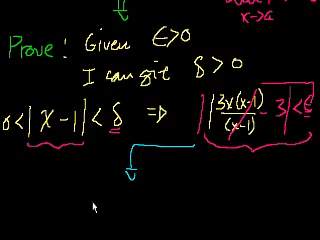 x→a
Prove: Given ε>0
I can give δ>0
0<|x-1|<δ ⇒ |3x(x-1)/(x-1) - 3|<ε